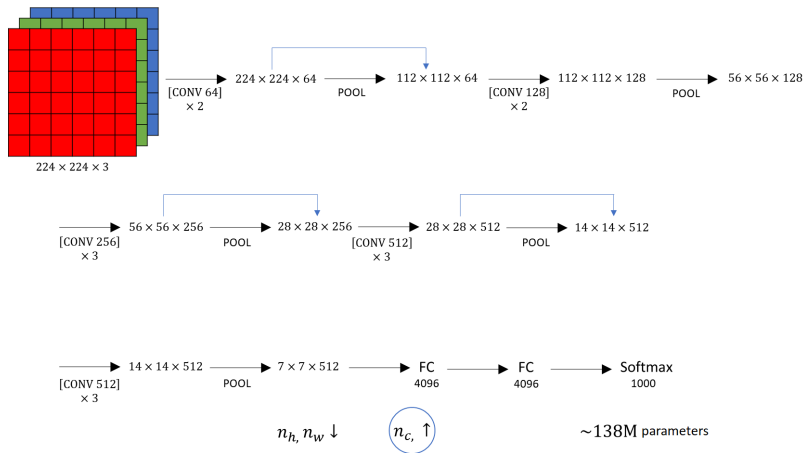 224 × 224 × 3
[CONV 64]
× 2
224 × 224 × 64
POOL
112 × 112 × 64
[CONV 128]
× 2
112 × 112 × 128
POOL
56 × 56 × 128
[CONV 256]
× 3
56 × 56 × 256
POOL
28 × 28 × 256
[CONV 512]
× 3
28 × 28 × 512
POOL
14 × 14 × 512
[CONV 512]
× 3
14 × 14 × 512
POOL
7 × 7 × 512
FC
4096
FC
4096
Softmax
1000
n_h, n_w ↓
n_c, ↑
~138M parameters